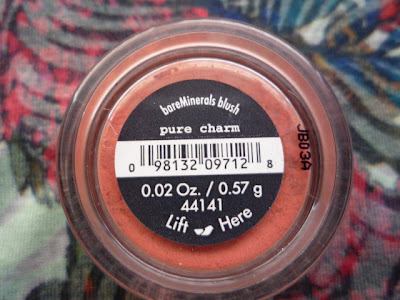 bareMinerals blush
pure charm
0 98132 09712 8
0.02 Oz. / 0.57 g
44141
Lift Here
JB03A